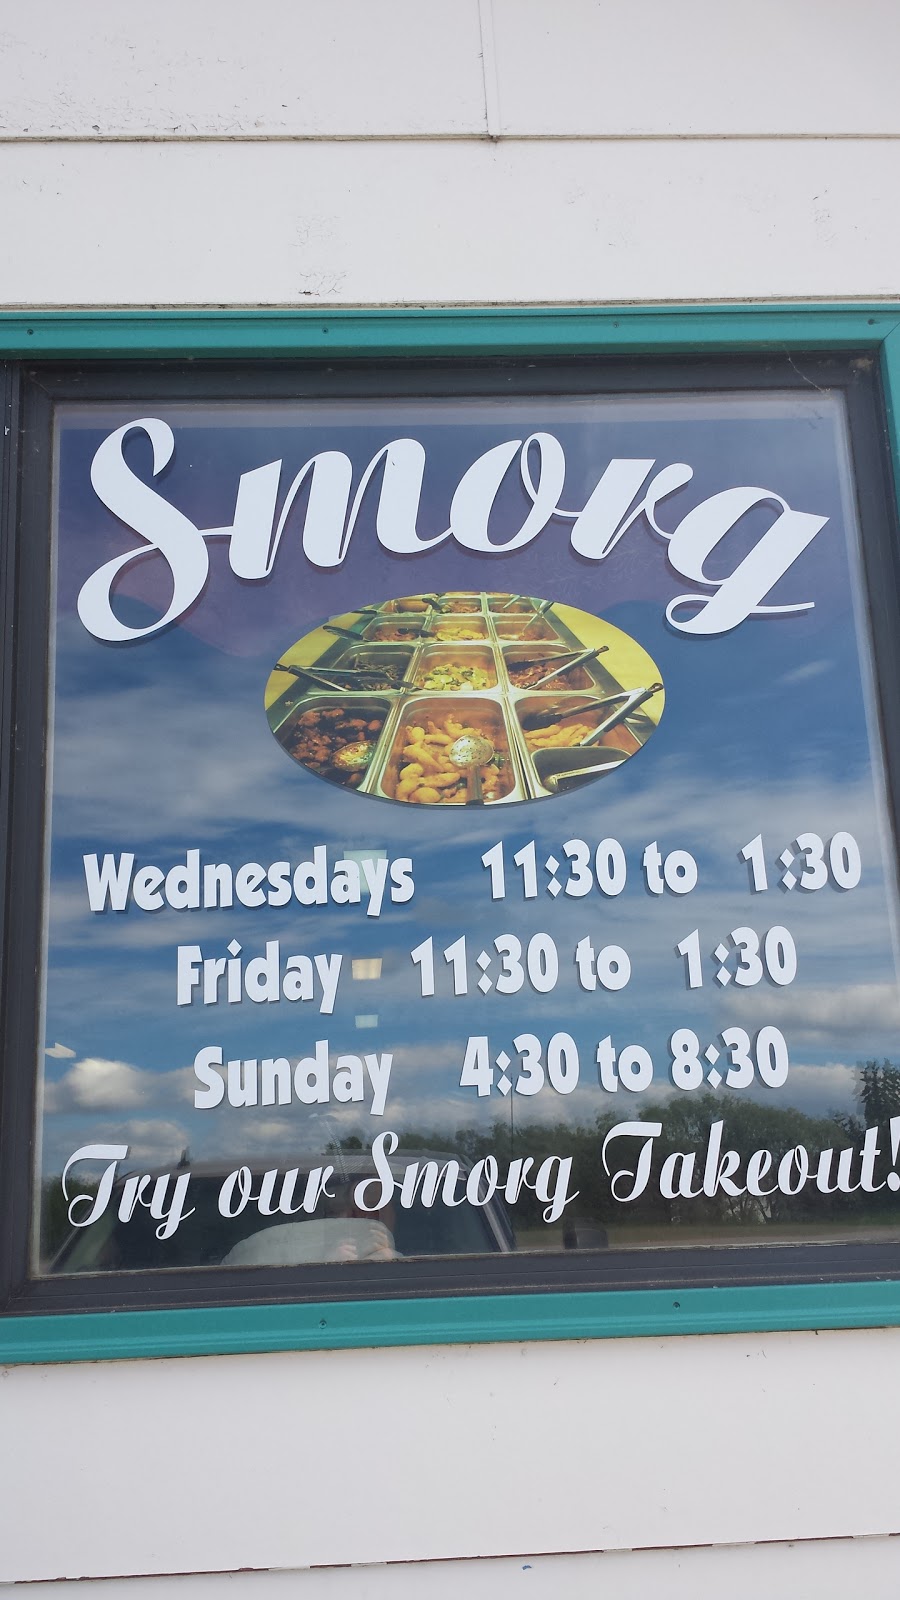 Smorg
Wednesdays 11:30 to 1:30
Friday 11:30 to 1:30
Sunday 4:30 to 8:30
Try our Smorg Takeout!